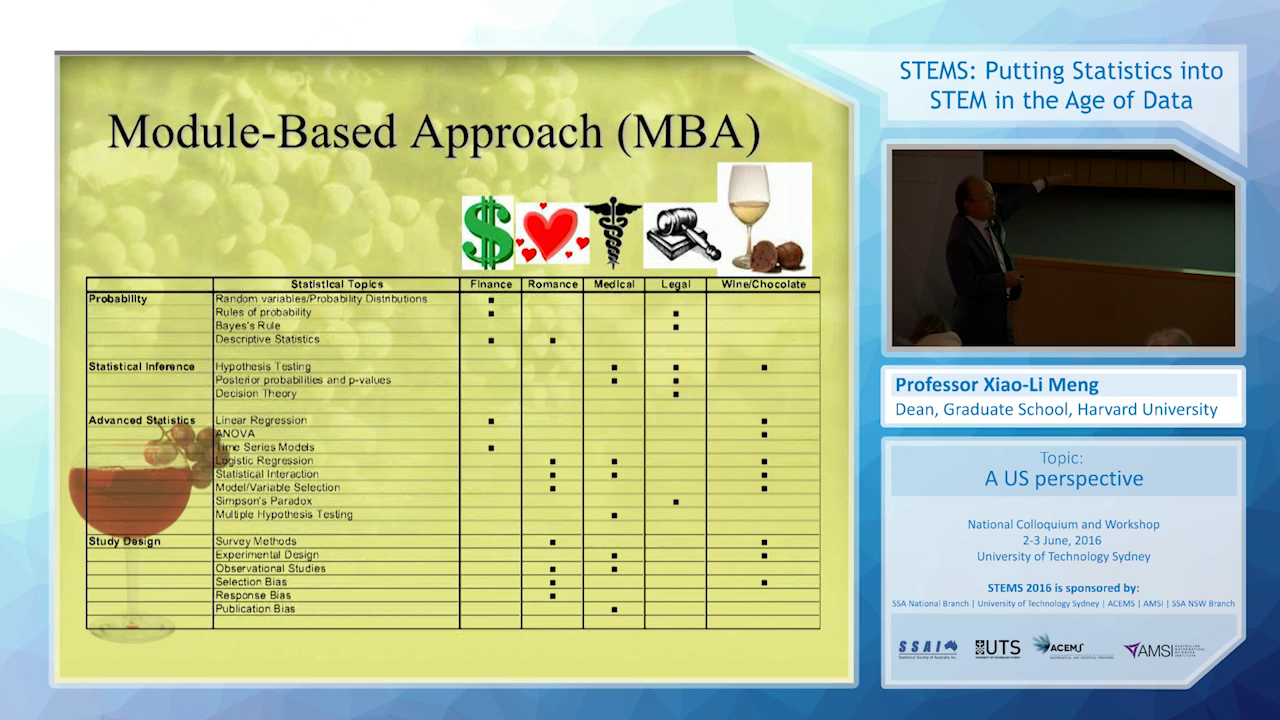 Module-Based Approach (MBA)
Statistical Topics Finance Romance Medical Legal Wine/Chocolate
Probability Random variables/Probability Distributions
Rules of probability
Bayes's Rule
Descriptive Statistics
Statistical Inference Hypothesis Testing
Posterior probabilities and p-values
Decision Theory
Advanced Statistics Linear Regression
ANOVA
Time Series Models
Logistic Regression
Statistical Interaction
Model/Variable Selection
Simpson's Paradox
Multiple Hypothesis Testing
Study Design Survey Methods
Experimental Design
Observational Studies
Selection Bias
Response Bias
Publication Bias
STEMS: Putting Statistics into
STEM in the Age of Data
Professor Xiao-Li Meng
Dean, Graduate School, Harvard University
Topic:
A US perspective
National Colloquium and Workshop
2-3 June, 2016
University of Technology Sydney
STEMS 2016 is sponsored by:
SSA National Branch | University of Technology Sydney | ACEMS | AMSI | SSA NSW Branch
SSAI
Statistical Society of Australia Inc.
UTS
ACEMS
AMSI